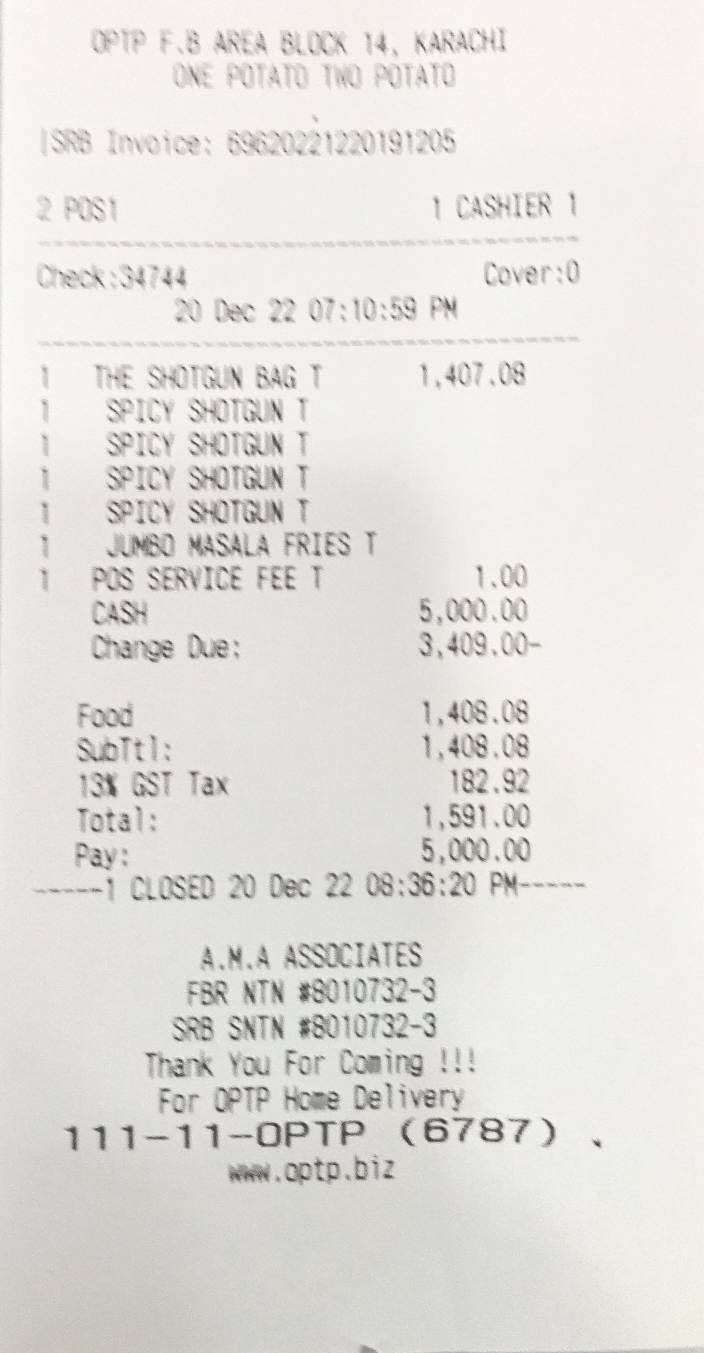 OPTP F.B AREA BLOCK 14, KARACHI
ONE POTATO TWO POTATO
|SRB Invoice: 69620221220191205
2 POS1 1 CASHIER 1
----------------------------------------
Check:34744 Cover:0
20 Dec 22 07:10:59 PM
----------------------------------------
1 THE SHOTGUN BAG T 1,407.08
1 SPICY SHOTGUN T
1 SPICY SHOTGUN T
1 SPICY SHOTGUN T
1 SPICY SHOTGUN T
1 JUMBO MASALA FRIES T
1 POS SERVICE FEE T 1.00
CASH 5,000.00
Change Due: 3,409.00-
Food 1,408.08
SubTtl: 1,408.08
13% GST Tax 182.92
Total: 1,591.00
Pay: 5,000.00
-----1 CLOSED 20 Dec 22 08:36:20 PM-----
A.M.A ASSOCIATES
FBR NTN #8010732-3
SRB SNTN #8010732-3
Thank You For Coming !!!
For OPTP Home Delivery
111-11-OPTP (6787) .
www.optp.biz